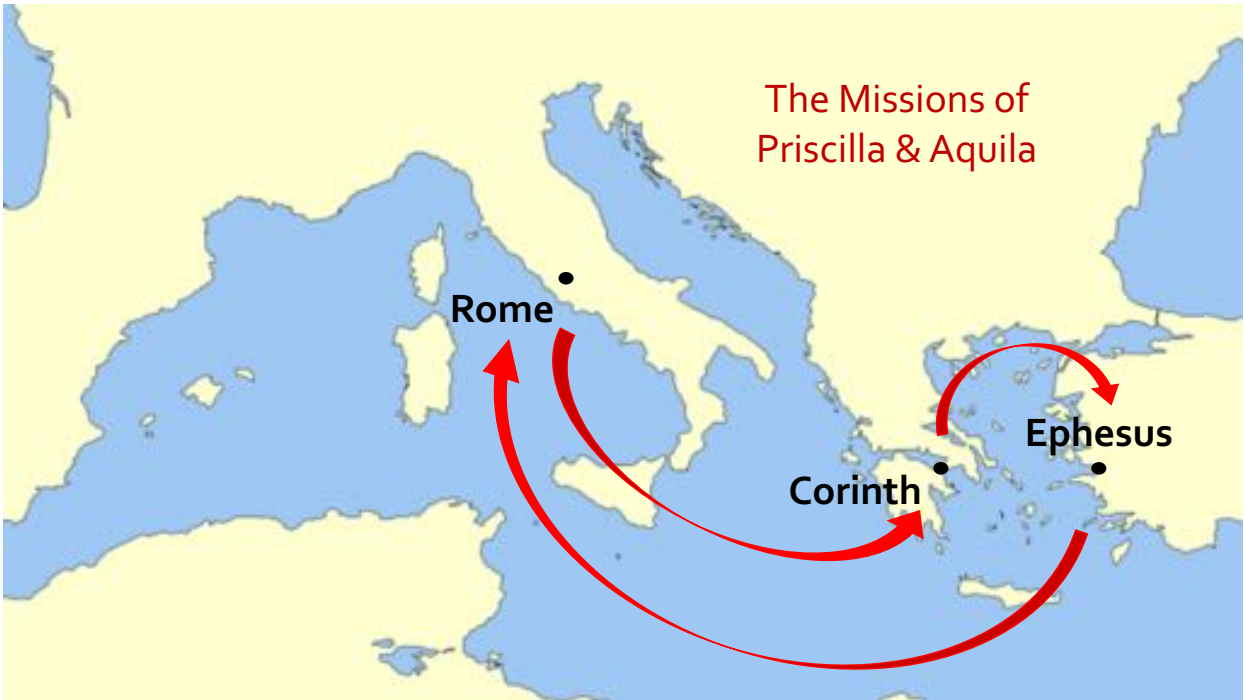 The Missions of
Priscilla & Aquila
Rome
Ephesus
Corinth